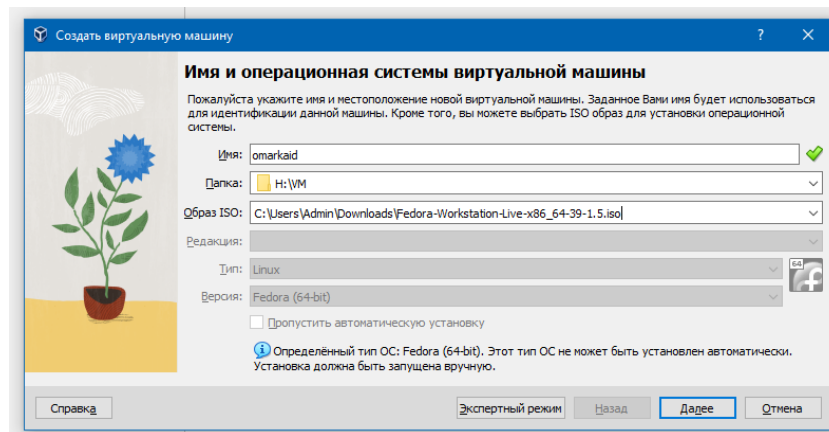 Создать виртуальную машину
?
Имя и операционная системы виртуальной машины
Пожалуйста укажите имя и местоположение новой виртуальной машины. Заданное Вами имя будет использоваться
для идентификации данной машины. Кроме того, вы можете выбрать ISO образ для установки операционной
системы.
Имя: omarkaid
Папка: H:\VM
Образ ISO: C:\Users\Admin\Downloads\Fedora-Workstation-Live-x86_64-39-1.5.iso
Редакция:
Тип: Linux
64
Версия: Fedora (64-bit)
Пропустить автоматическую установку
Определённый тип ОС: Fedora (64-bit). Этот тип ОС не может быть установлен автоматически.
Установка должна быть запущена вручную.
Справка Экспертный режим Назад Далее Отмена